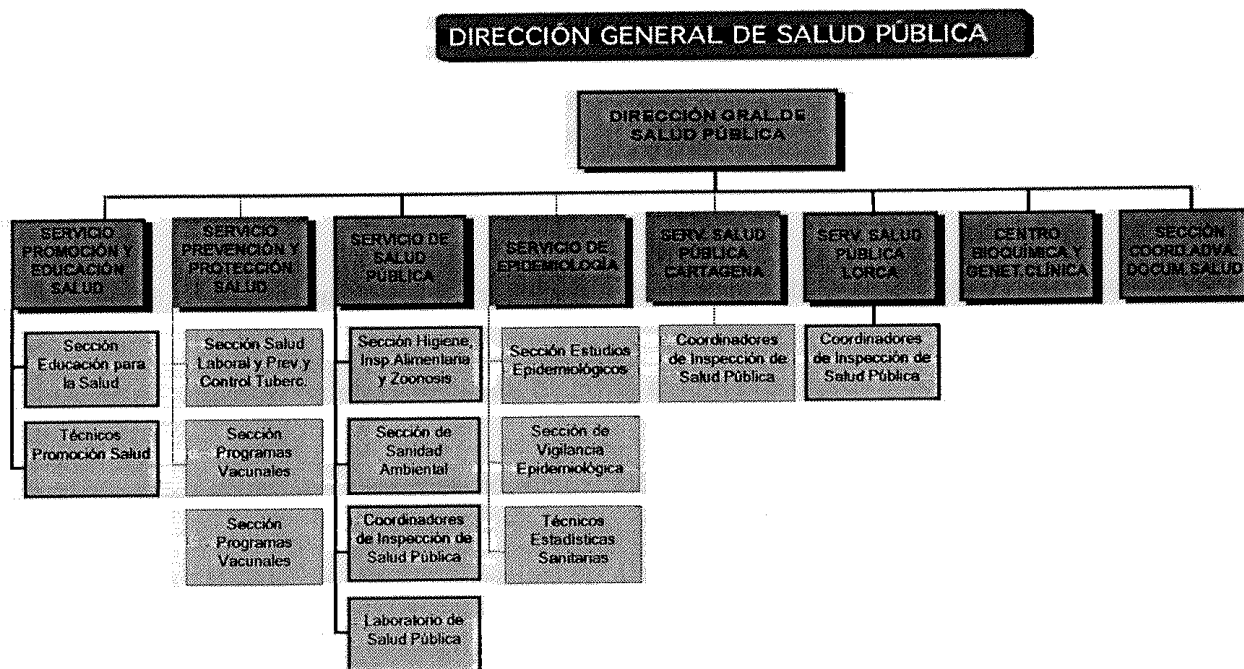 DIRECCIÓN GENERAL DE SALUD PÚBLICA
DIRECCIÓN GRAL.DE
SALUD PÚBLICA
SERVICIO
PROMOCIÓN Y
EDUCACIÓN
SALUD
SERVICIO
PREVENCIÓN Y
PROTECCIÓN
SALUD
SERVICIO DE
SALUD
PÚBLICA
SERVICIO DE
EPIDEMIOLOGÍA
SERV. SALUD
PÚBLICA
CARTAGENA
SERV. SALUD
PÚBLICA
LORCA
CENTRO
BIOQUÍMICA Y
GENET.CLÍNICA
SECCIÓN
COORD.ADVA.
DOCUM.SALUD
Sección
Educación para
la Salud
Técnicos
Promoción Salud
Sección Salud
Laboral y Prev y
Control Tuberc.
Sección
Programas
Vacunales
Sección
Programas
Vacunales
Sección Higiene,
Insp.Alimentaria
y Zoonosis
Sección de
Sanidad
Ambiental
Coordinadores
de Inspección de
Salud Pública
Laboratorio de
Salud Pública
Sección Estudios
Epidemiológicos
Sección de
Vigilancia
Epidemiológica
Técnicos
Estadísticas
Sanitarias
Coordinadores
de Inspección de
Salud Pública
Coordinadores
de Inspección de
Salud Pública